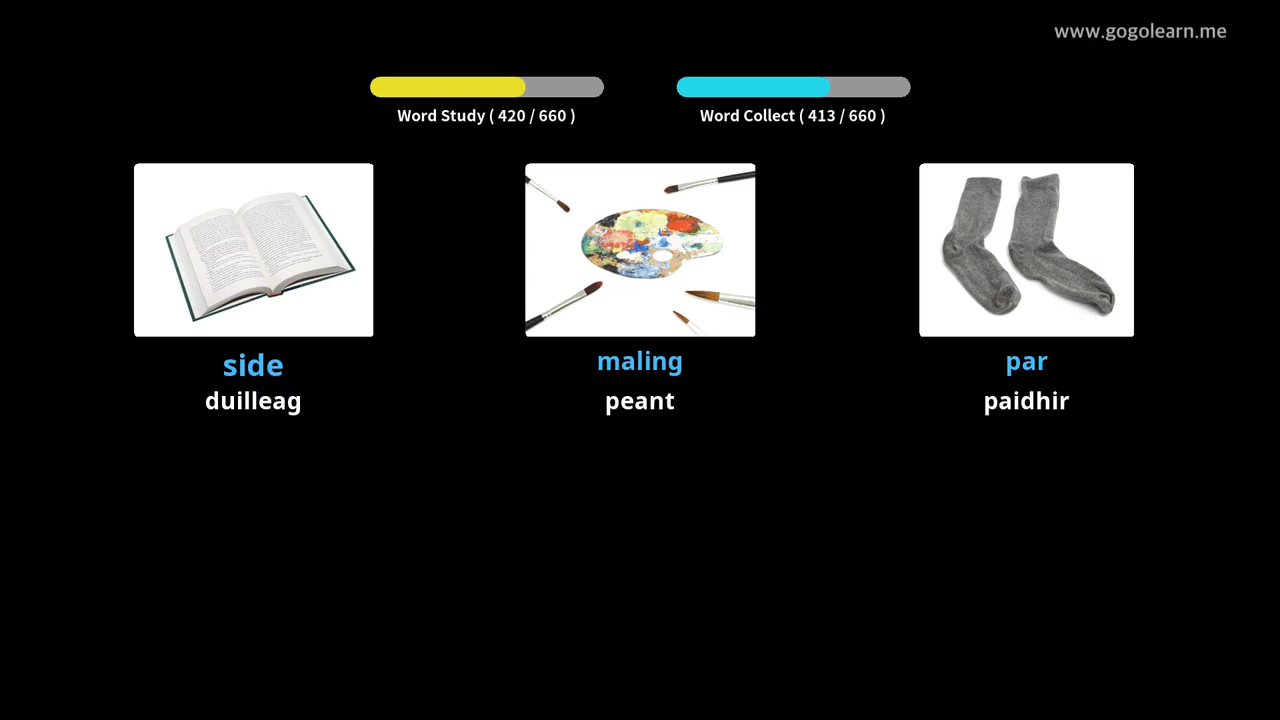 www.gogolearn.me
Word Study ( 420 / 660 )
Word Collect ( 413 / 660 )
side
maling
par
duilleag
peant
paidhir